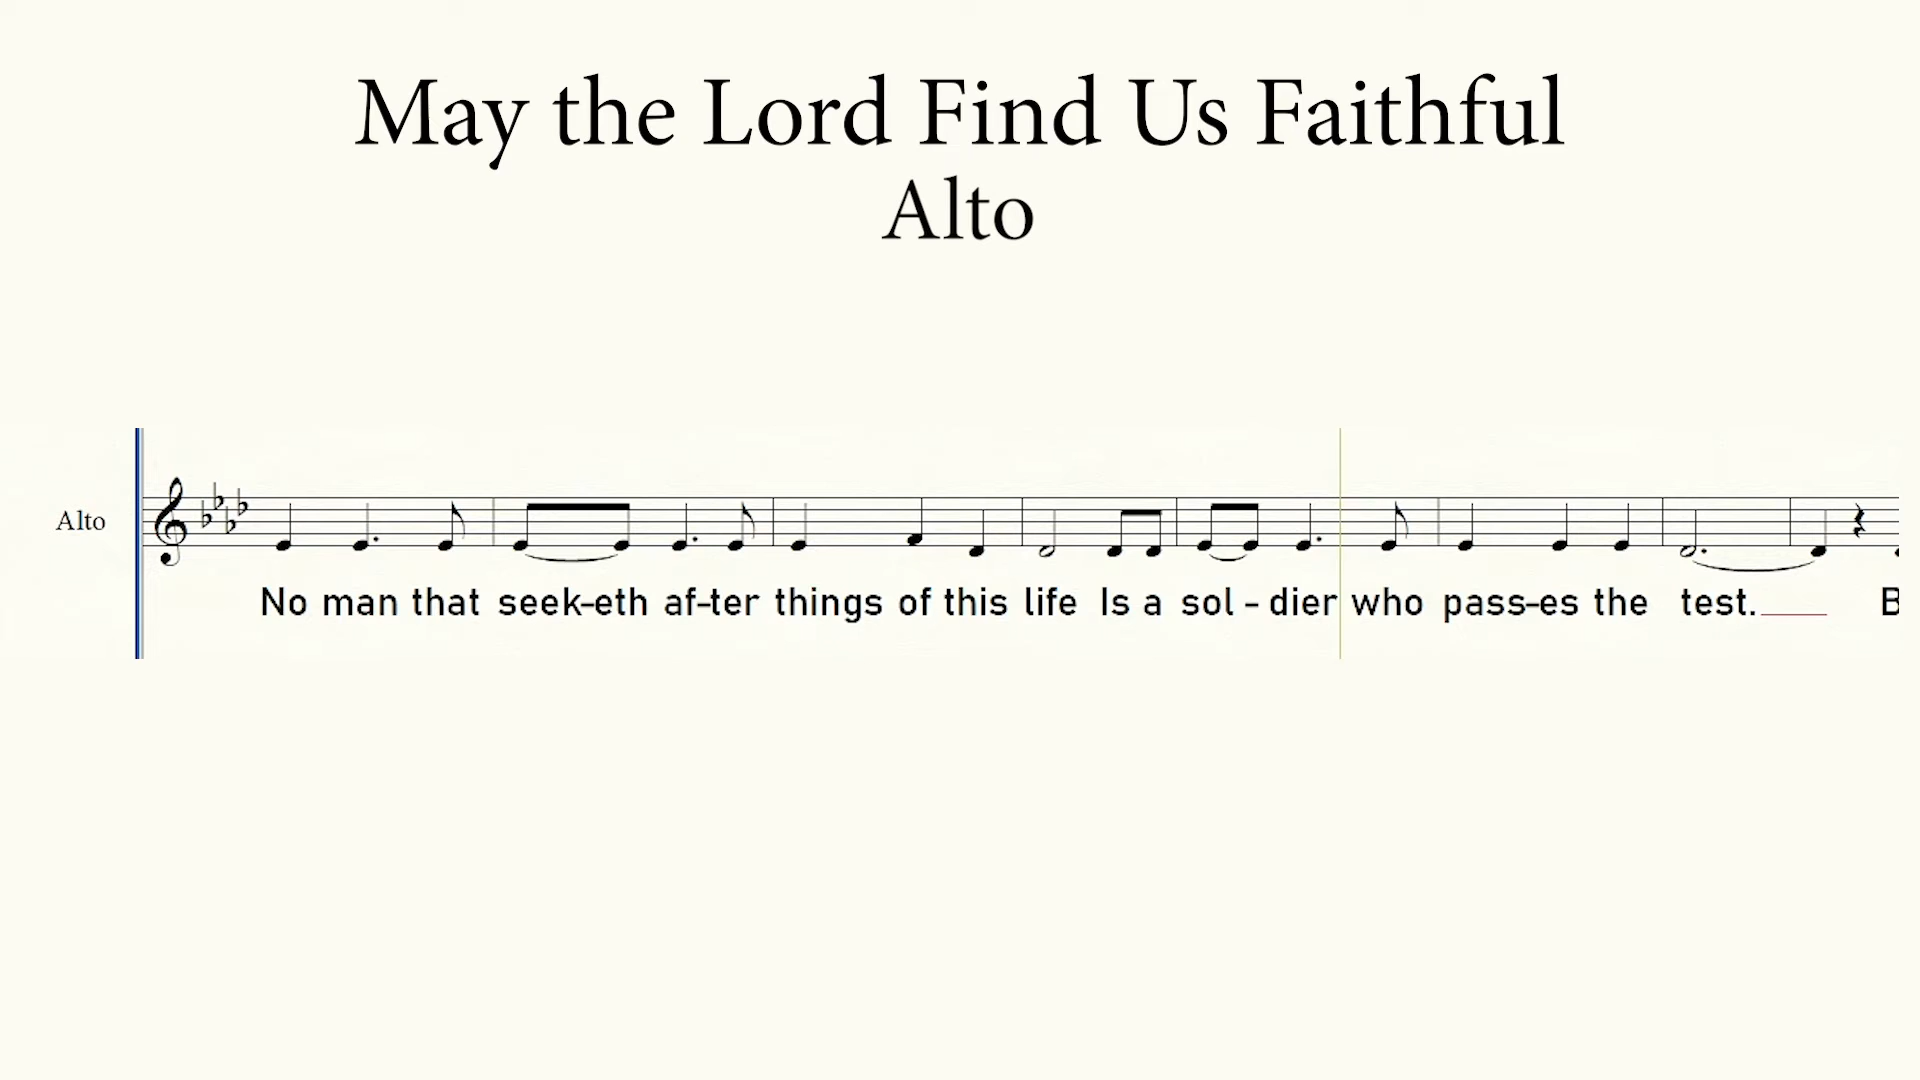 May the Lord Find Us Faithful
Alto
Alto
No man that seek-eth af-ter things of this life Is a sol - dier who pass-es the test.____ B